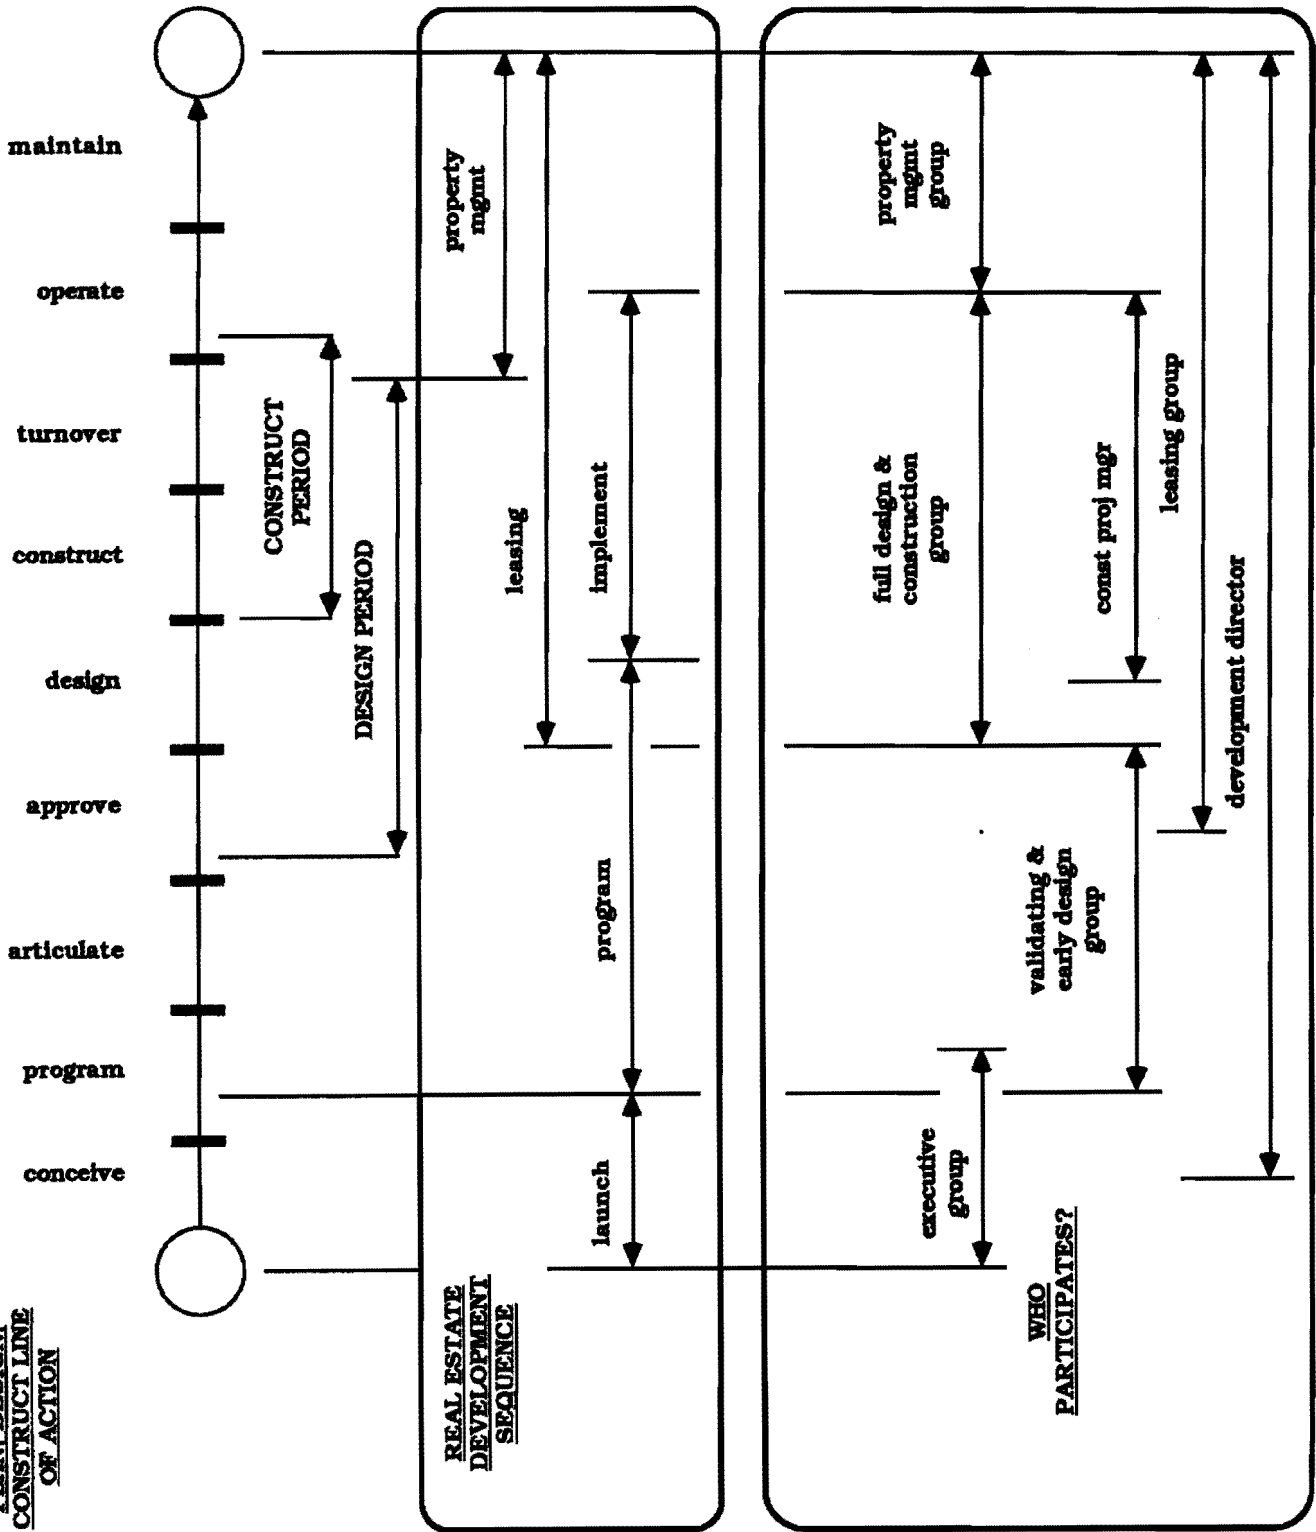 CONSTRUCT LINE
OF ACTION
conceive
program
articulate
approve
design
construct
turnover
operate
maintain
CONSTRUCT
PERIOD
DESIGN PERIOD
REAL ESTATE
DEVELOPMENT
SEQUENCE
property
mgmt
leasing
launch
program
implement
WHO
PARTICIPATES?
executive
group
full design &
construction
group
property
mgmt
group
validating &
early design
group
const proj mgr
leasing group
development director